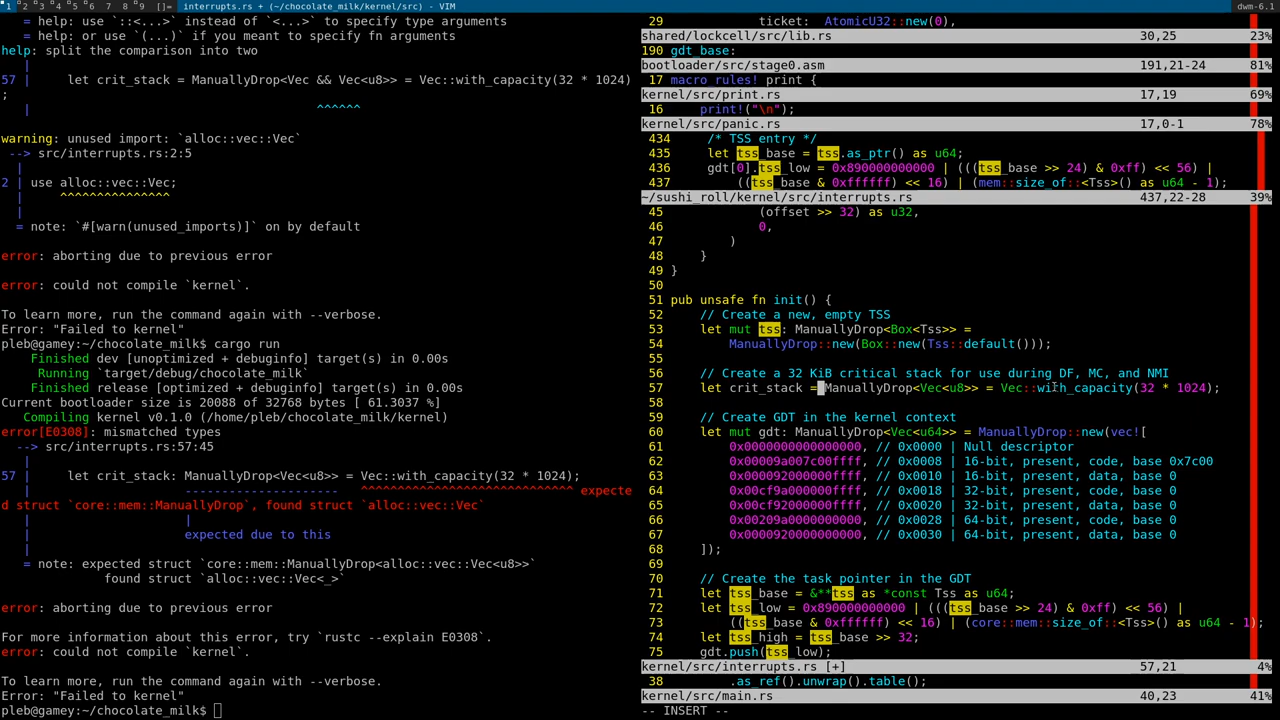 1 2 3 4 5 6 7 8 9 []= interrupts.rs + (~/chocolate_milk/kernel/src) - VIM dwm-6.1
= help: use `::<...>` instead of `<...>` to specify type arguments
= help: or use `(...)` if you meant to specify fn arguments
help: split the comparison into two
|
57 | let crit_stack = ManuallyDrop<Vec && Vec<u8>> = Vec::with_capacity(32 * 1024)
;
| ^^^^^^
warning: unused import: `alloc::vec::Vec`
--> src/interrupts.rs:2:5
|
2 | use alloc::vec::Vec;
| ^^^^^^^^^^^^^^^
|
= note: `#[warn(unused_imports)]` on by default
error: aborting due to previous error
error: could not compile `kernel`.
To learn more, run the command again with --verbose.
Error: "Failed to kernel"
pleb@gamey:~/chocolate_milk$ cargo run
Finished dev [unoptimized + debuginfo] target(s) in 0.00s
Running `target/debug/chocolate_milk`
Finished release [optimized + debuginfo] target(s) in 0.00s
Current bootloader size is 20088 of 32768 bytes [ 61.3037 %]
Compiling kernel v0.1.0 (/home/pleb/chocolate_milk/kernel)
error[E0308]: mismatched types
--> src/interrupts.rs:57:45
|
57 | let crit_stack: ManuallyDrop<Vec<u8>> = Vec::with_capacity(32 * 1024);
| --------------------- ^^^^^^^^^^^^^^^^^^^^^^^^^^^^^ expecte
d struct `core::mem::ManuallyDrop`, found struct `alloc::vec::Vec`
| |
| expected due to this
|
= note: expected struct `core::mem::ManuallyDrop<alloc::vec::Vec<u8>>`
found struct `alloc::vec::Vec<_>`
error: aborting due to previous error
For more information about this error, try `rustc --explain E0308`.
error: could not compile `kernel`.
To learn more, run the command again with --verbose.
Error: "Failed to kernel"
pleb@gamey:~/chocolate_milk$
29 ticket: AtomicU32::new(0),
shared/lockcell/src/lib.rs 30,25 23%
190 gdt_base:
bootloader/src/stage0.asm 191,21-24 81%
17 macro_rules! print {
kernel/src/print.rs 17,19 69%
16 print!("\n");
kernel/src/panic.rs 17,0-1 78%
434 /* TSS entry */
435 let tss_base = tss.as_ptr() as u64;
436 gdt[0].tss_low = 0x890000000000 | (((tss_base >> 24) & 0xff) << 56) |
437 ((tss_base & 0xffffff) << 16) | (mem::size_of::<Tss>() as u64 - 1);
~/sushi_roll/kernel/src/interrupts.rs 437,22-28 39%
45 (offset >> 32) as u32,
46 0,
47 )
48 }
49 }
50
51 pub unsafe fn init() {
52 // Create a new, empty TSS
53 let mut tss: ManuallyDrop<Box<Tss>> =
54 ManuallyDrop::new(Box::new(Tss::default()));
55
56 // Create a 32 KiB critical stack for use during DF, MC, and NMI
57 let crit_stack = ManuallyDrop<Vec<u8>> = Vec::with_capacity(32 * 1024);
58
59 // Create GDT in the kernel context
60 let mut gdt: ManuallyDrop<Vec<u64>> = ManuallyDrop::new(vec![
61 0x0000000000000000, // 0x0000 | Null descriptor
62 0x00009a007c00ffff, // 0x0008 | 16-bit, present, code, base 0x7c00
63 0x000092000000ffff, // 0x0010 | 16-bit, present, data, base 0
64 0x00cf9a000000ffff, // 0x0018 | 32-bit, present, code, base 0
65 0x00cf92000000ffff, // 0x0020 | 32-bit, present, data, base 0
66 0x00209a0000000000, // 0x0028 | 64-bit, present, code, base 0
67 0x0000920000000000, // 0x0030 | 64-bit, present, data, base 0
68 ]);
69
70 // Create the task pointer in the GDT
71 let tss_base = &**tss as *const Tss as u64;
72 let tss_low = 0x890000000000 | (((tss_base >> 24) & 0xff) << 56) |
73 ((tss_base & 0xffffff) << 16) | (core::mem::size_of::<Tss>() as u64 - 1);
74 let tss_high = tss_base >> 32;
75 gdt.push(tss_low);
kernel/src/interrupts.rs [+] 57,21 4%
38 .as_ref().unwrap().table();
kernel/src/main.rs 40,23 41%
-- INSERT --